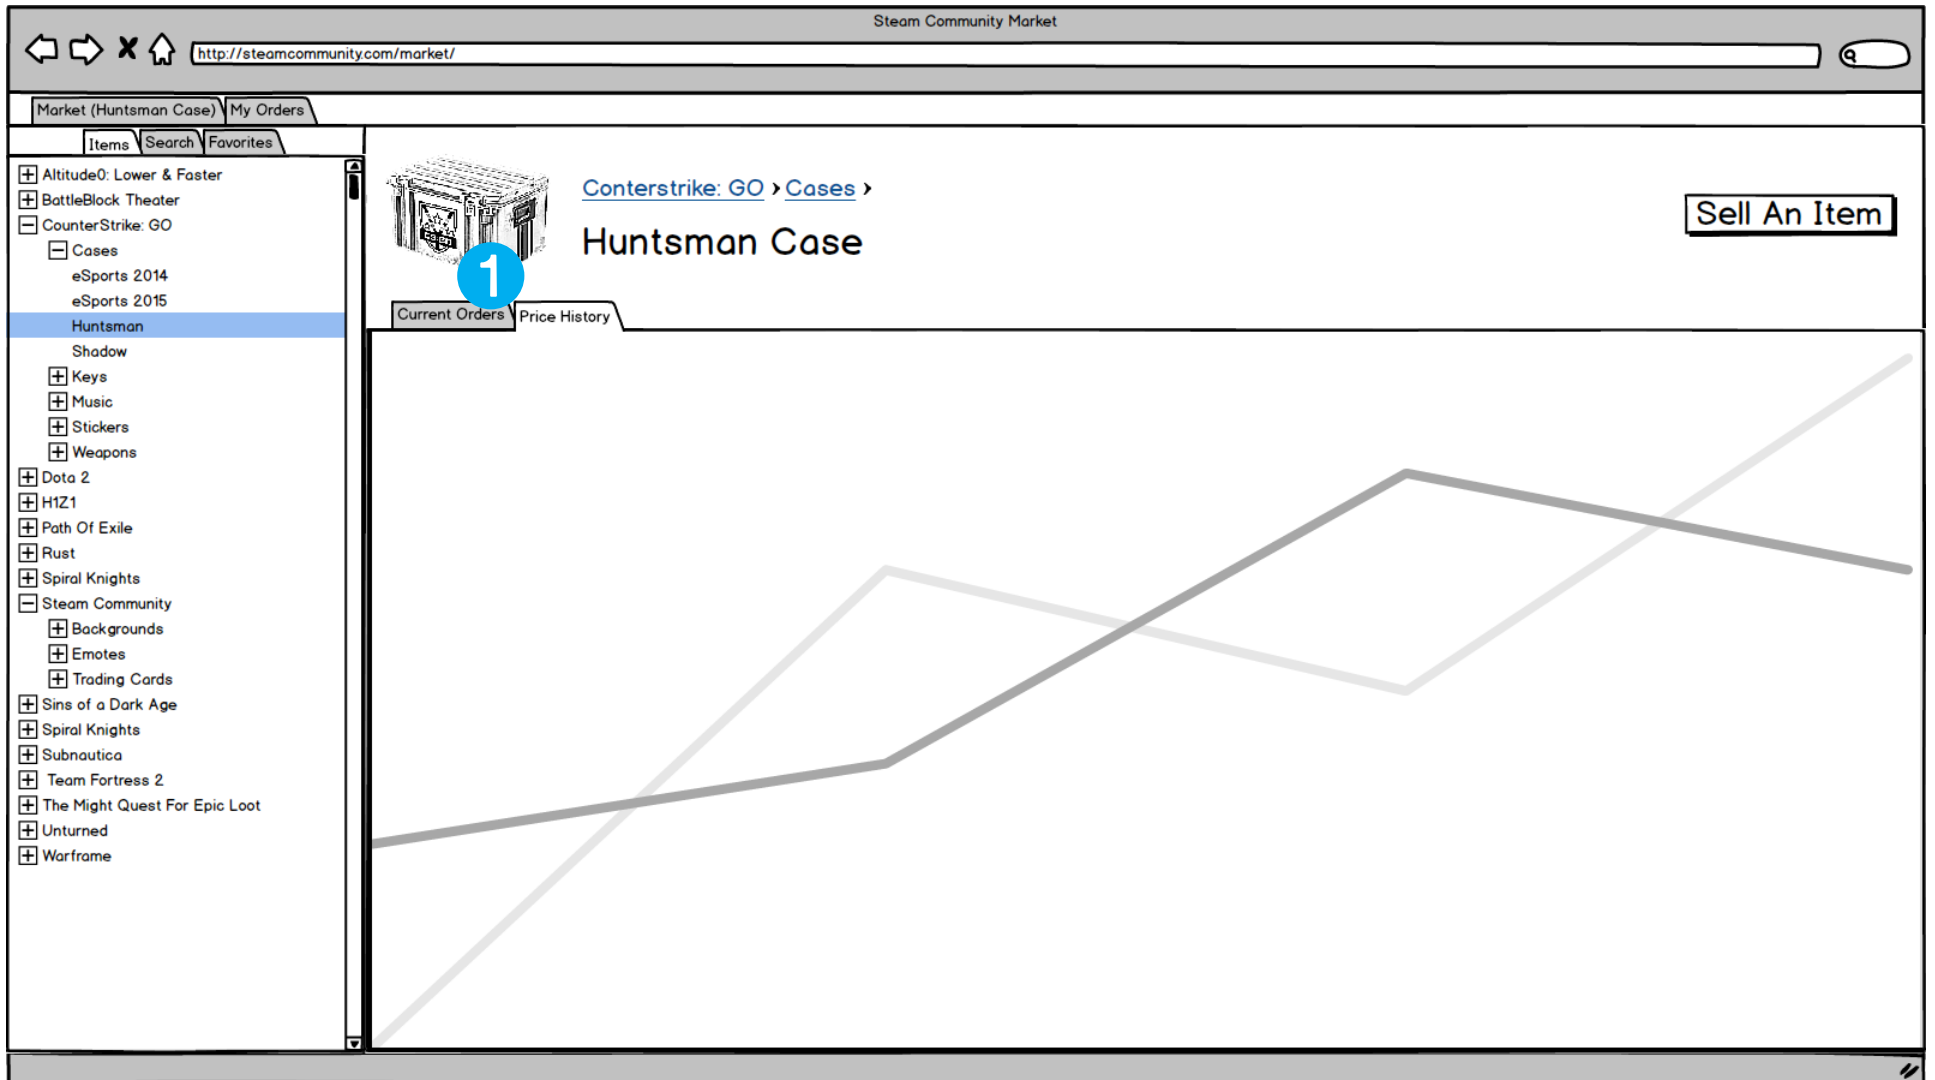 Steam Community Market
http://steamcommunity.com/market/
Market (Huntsman Case) My Orders
Items Search Favorites
Altitude0: Lower & Faster
BattleBlock Theater
CounterStrike: GO
Cases
eSports 2014
eSports 2015
Huntsman
Shadow
Keys
Music
Stickers
Weapons
Dota 2
H1Z1
Path Of Exile
Rust
Spiral Knights
Steam Community
Backgrounds
Emotes
Trading Cards
Sins of a Dark Age
Spiral Knights
Subnautica
Team Fortress 2
The Might Quest For Epic Loot
Unturned
Warframe
Conterstrike: GO › Cases ›
Huntsman Case
Sell An Item
1
Current Orders Price History